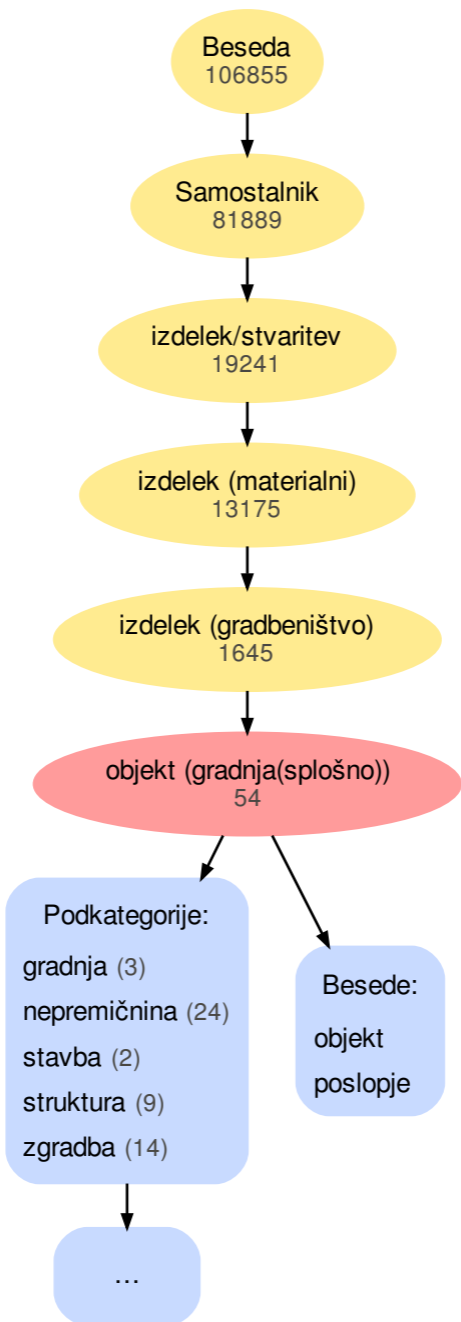 Beseda
106855
Samostalnik
81889
izdelek/stvaritev
19241
izdelek (materialni)
13175
izdelek (gradbeništvo)
1645
objekt (gradnja(splošno))
54
Podkategorije:
gradnja (3)
nepremičnina (24)
stavba (2)
struktura (9)
zgradba (14)
Besede:
objekt
poslopje
...